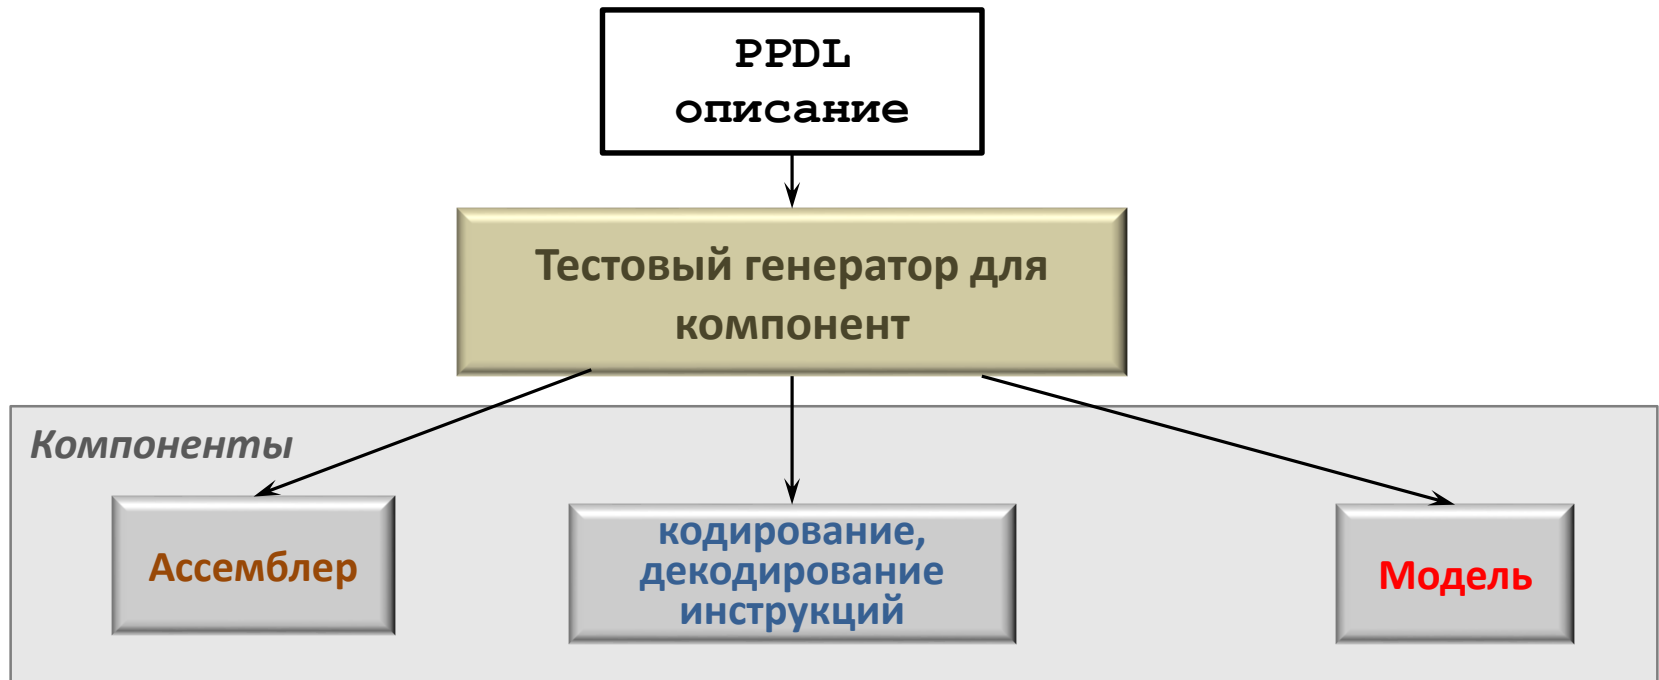 PPDL
описание
Тестовый генератор для
компонент
Компоненты
Ассемблер
кодирование,
декодирование
инструкций
Модель